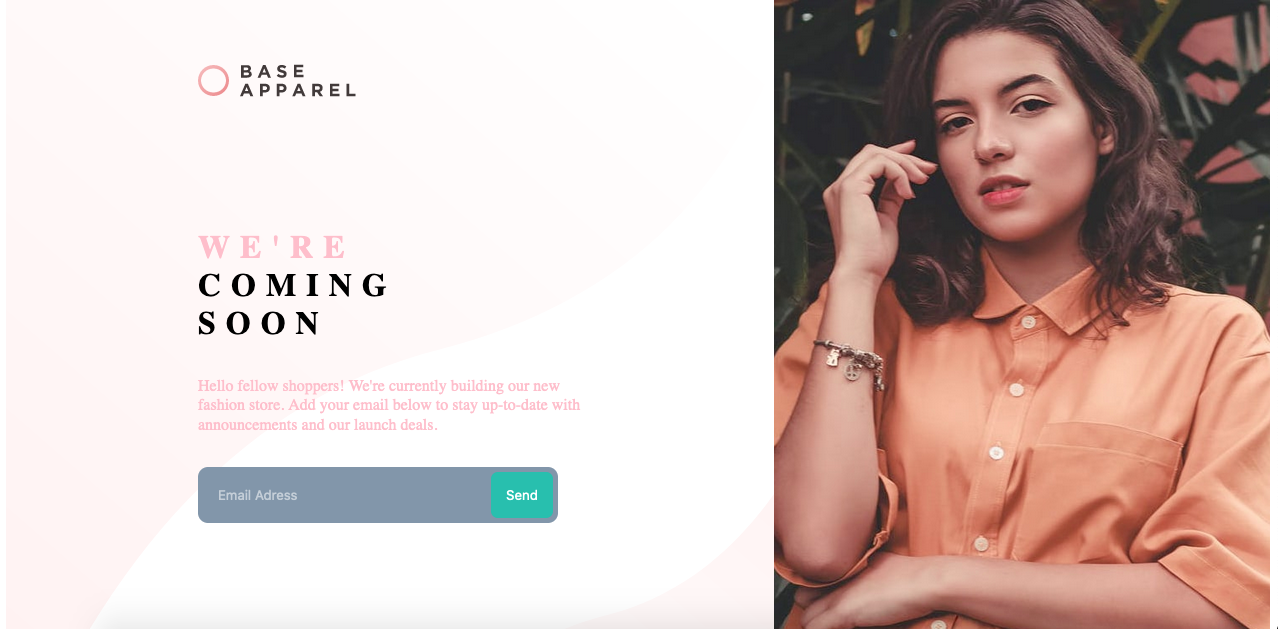 BASE
APPAREL
WE'RE
COMING
SOON
Hello fellow shoppers! We're currently building our new
fashion store. Add your email below to stay up-to-date with
announcements and our launch deals.
Email Adress
Send